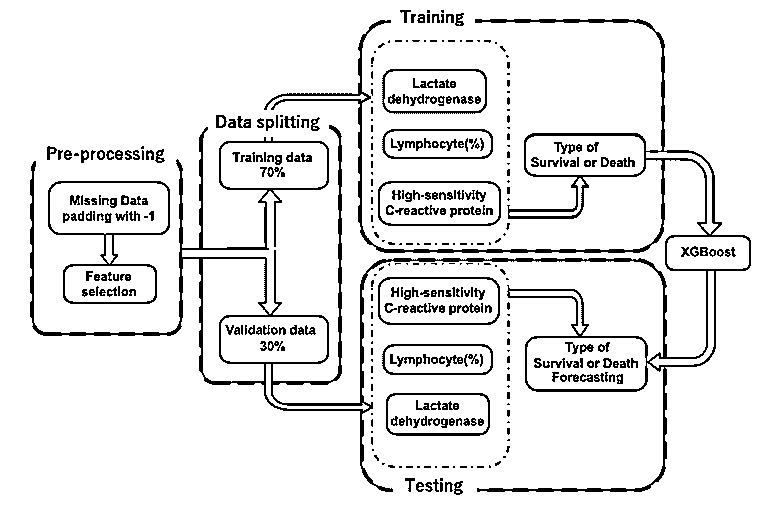 Pre-processing
Missing Data
padding with -1
Feature
selection
Data splitting
Training data
70%
Validation data
30%
Training
Lactate
dehydrogenase
Lymphocyte(%)
High-sensitivity
C-reactive protein
Type of
Survival or Death
XGBoost
High-sensitivity
C-reactive protein
Lymphocyte(%)
Lactate
dehydrogenase
Type of
Survival or Death
Forecasting
Testing